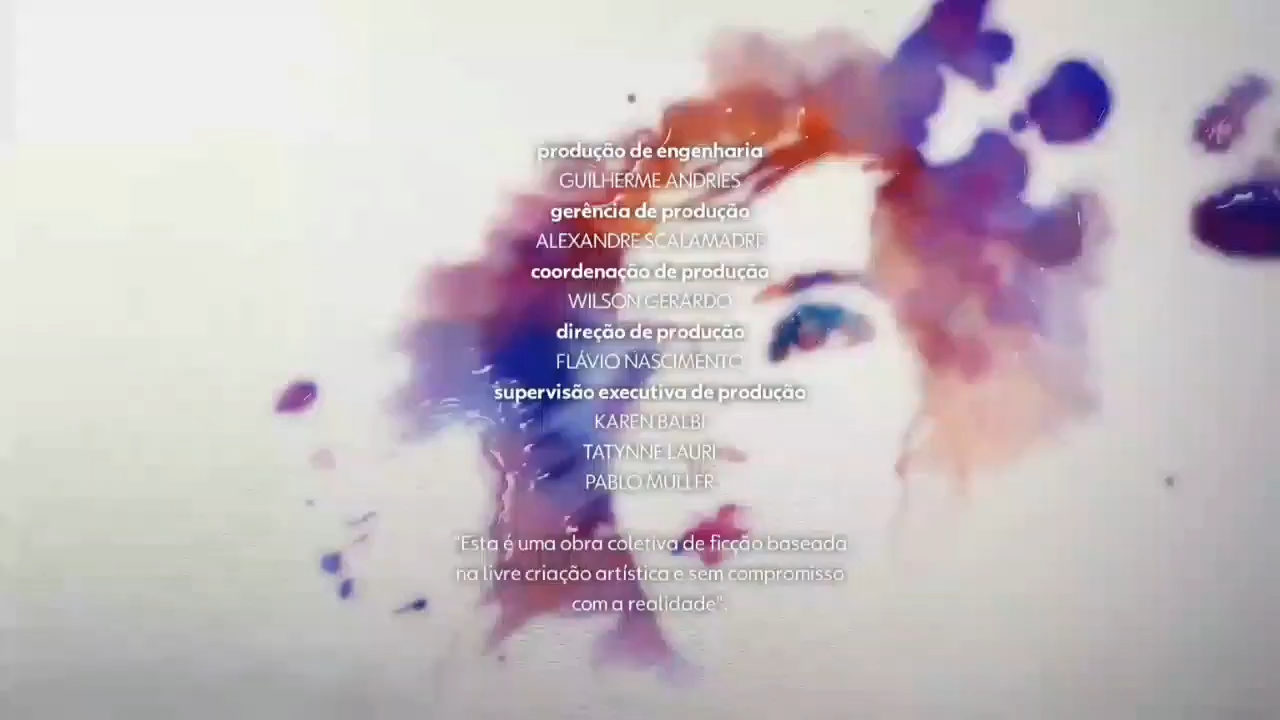 produção de engenharia
GUILHERME ANDRIES
gerência de produção
ALEXANDRE SCALAMADRE
coordenação de produção
WILSON GERARDO
direção de produção
FLÁVIO NASCIMENTO
supervisão executiva de produção
KAREN BALBI
TATYNNE LAURI
PABLO MULLER
"Esta é uma obra coletiva de ficção baseada
na livre criação artística e sem compromisso
com a realidade".